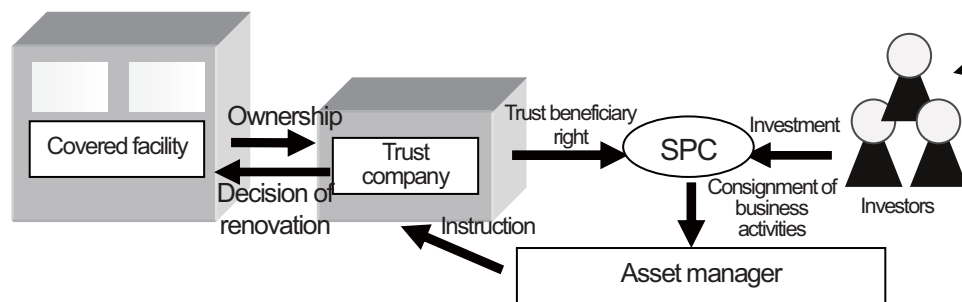 Ownership
Covered facility
Trust
company
Decision of
renovation
Trust beneficiary
right
SPC
Investment
Consignment of
business
activities
Investors
Instruction
Asset manager